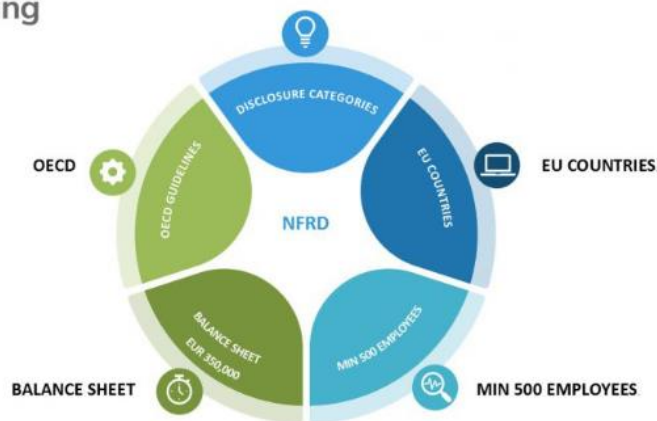 ng
DISCLOSURE CATEGORIES
OECD
OECD GUIDELINES
EU COUNTRIES
EU COUNTRIES
NFRD
BALANCE SHEET
EUR 350,000
MIN 500 EMPLOYEES
BALANCE SHEET
MIN 500 EMPLOYEES